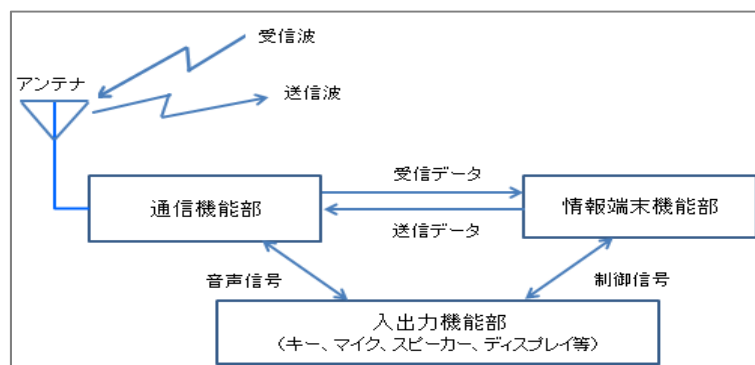 受信波
アンテナ
送信波
受信データ
通信機能部
情報端末機能部
送信データ
音声信号
制御信号
入出力機能部
（キー、マイク、スピーカー、ディスプレイ等）